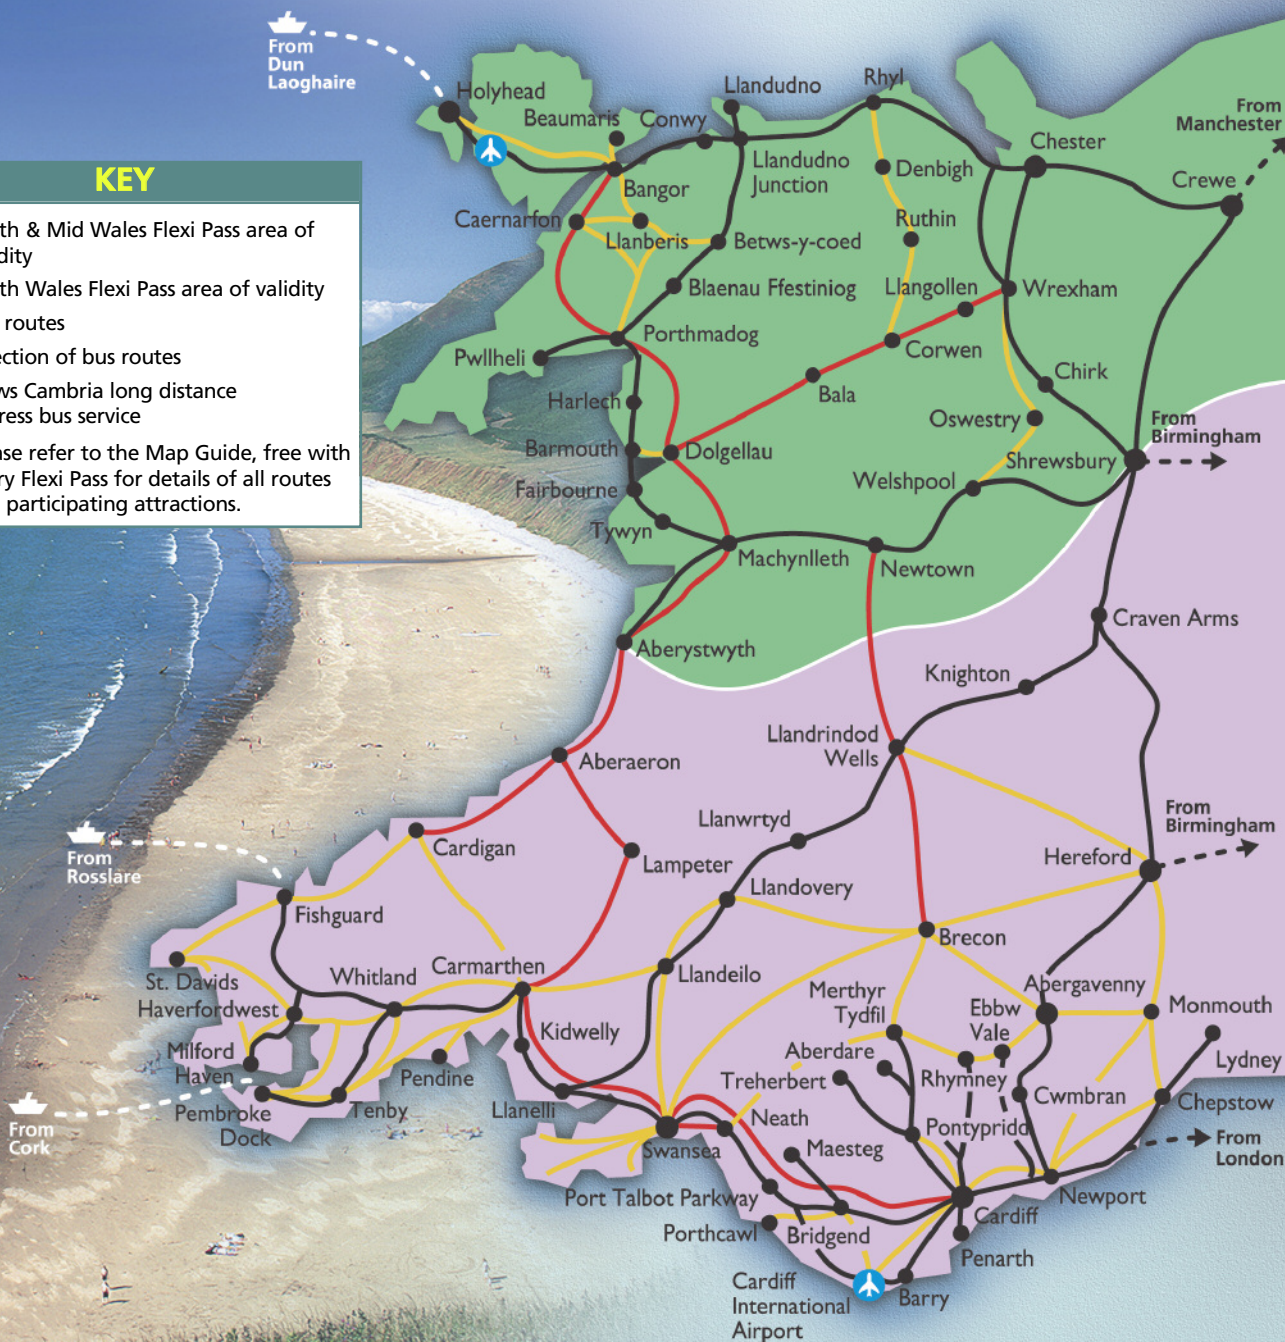 From
Dun
Laoghaire
Holyhead
Beaumaris
Conwy
Llandudno
Rhyl
From
Manchester
Chester
Crewe
Llandudno
Junction
Denbigh
Bangor
Caernarfon
Llanberis
Betws-y-coed
Ruthin
Blaenau Ffestiniog
Llangollen
Wrexham
Porthmadog
Corwen
Pwllheli
Chirk
Bala
Harlech
Oswestry
From
Birmingham
Barmouth
Dolgellau
Shrewsbury
Fairbourne
Welshpool
Tywyn
Machynlleth
Newtown
KEY
th & Mid Wales Flexi Pass area of
dity
th Wales Flexi Pass area of validity
routes
ection of bus routes
ws Cambria long distance
ress bus service
ase refer to the Map Guide, free with
ry Flexi Pass for details of all routes
participating attractions.
Craven Arms
Aberystwyth
Knighton
Llandrindod
Wells
Aberaeron
Llanwrtyd
From
Birmingham
Cardigan
Lampeter
Hereford
From
Rosslare
Llandovery
Fishguard
Brecon
St. Davids
Whitland
Carmarthen
Llandeilo
Abergavenny
Haverfordwest
Merthyr
Tydfil
Ebbw
Vale
Monmouth
Kidwelly
Milford
Haven
Aberdare
Lydney
Pendine
Treherbert
Rhymney
Pembroke
Dock
Tenby
Llanelli
Cwmbran
Chepstow
From
Cork
Neath
Pontypridd
Swansea
Maesteg
From
London
Port Talbot Parkway
Newport
Porthcawl
Bridgend
Cardiff
Penarth
Cardiff
International
Airport
Barry